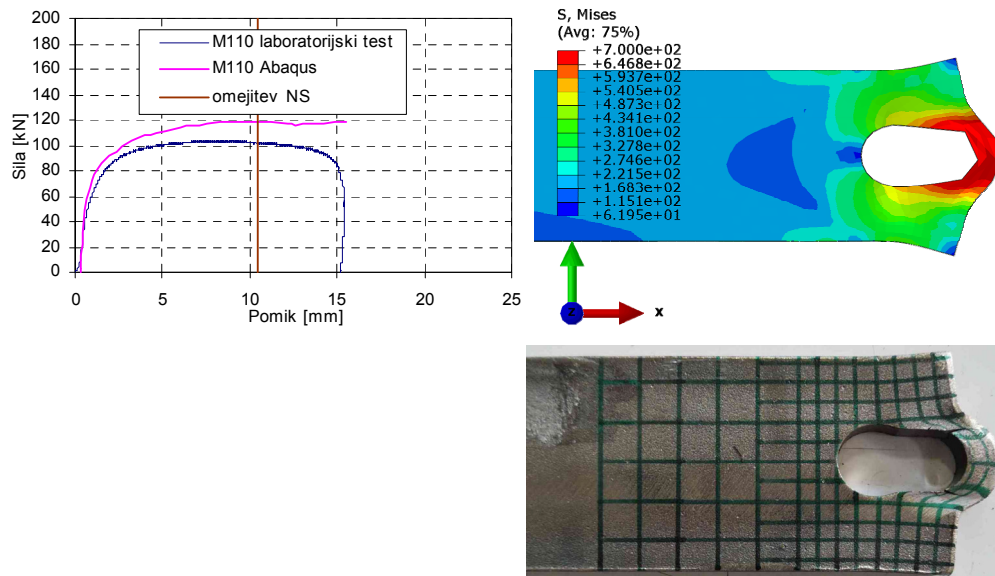 200
180
160
140
120
100
80
60
40
20
0
Sila [kN]
M110 laboratorijski test
M110 Abaqus
omejitev NS
0 5 10 15 20 25
Pomik [mm]
S, Mises
(Avg: 75%)
+7.000e+02
+6.468e+02
+5.937e+02
+5.405e+02
+4.873e+02
+4.341e+02
+3.810e+02
+3.278e+02
+2.746e+02
+2.215e+02
+1.683e+02
+1.151e+02
+6.195e+01
Z
x